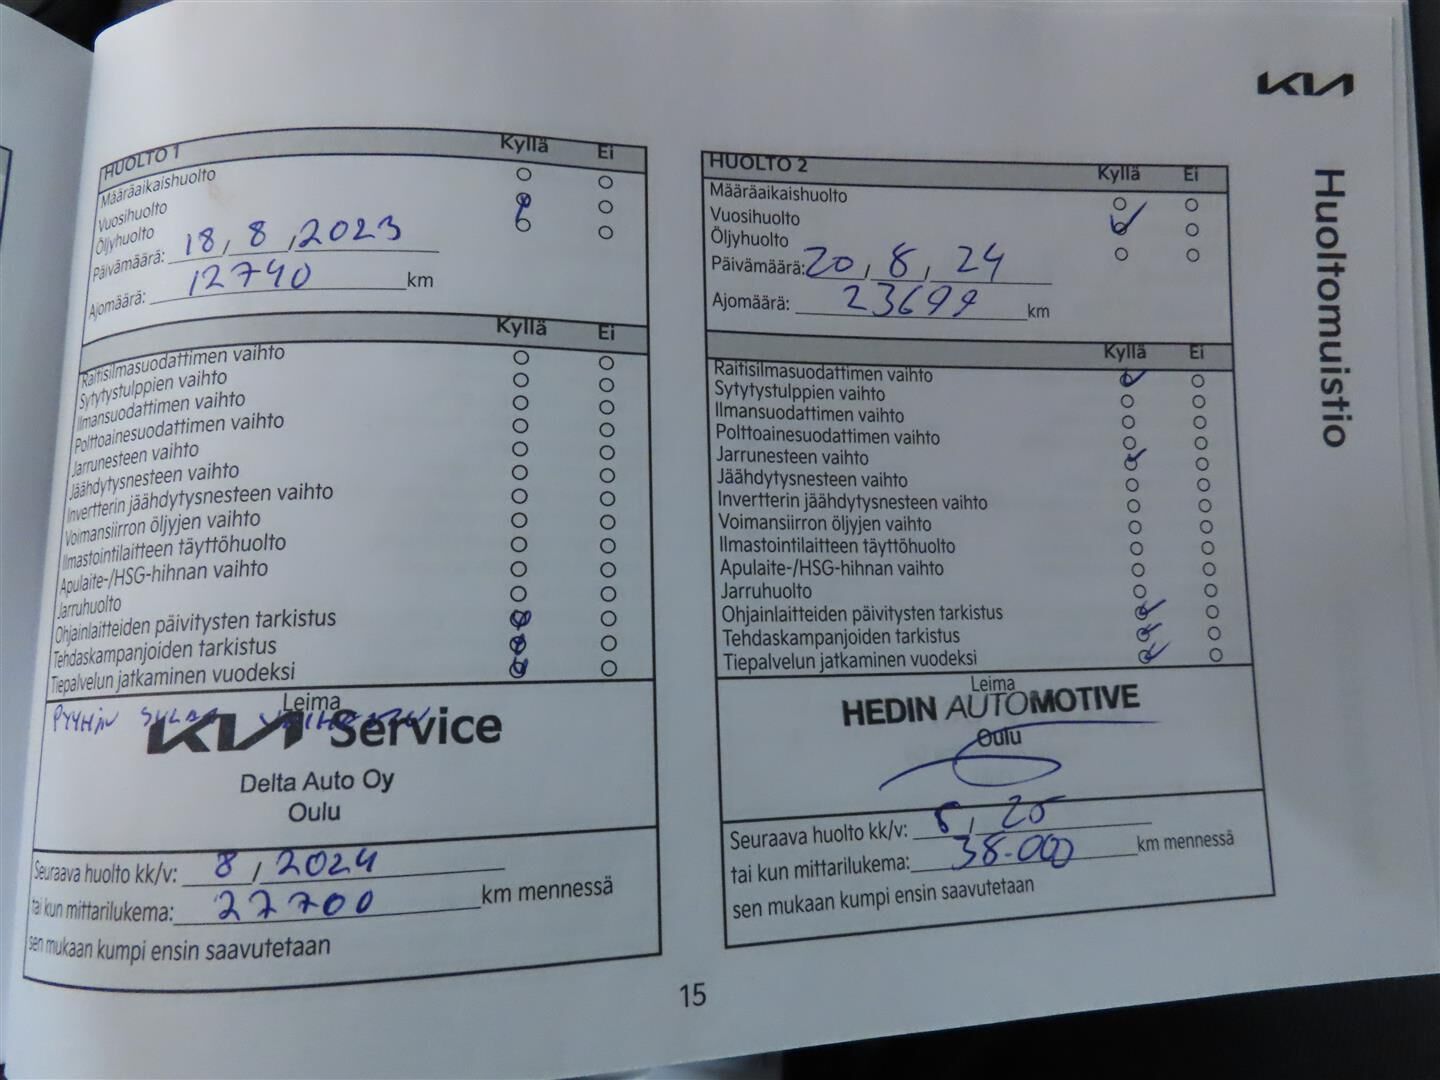 KIA
Huoltomuistio
HUOLTO 1 Kyllä Ei
Määräaikaishuolto
Vuosihuolto
Öljyhuolto
Päivämäärä: 18 , 8 , 2023
Ajomäärä: 12740 km
Kyllä Ei
Raitisilmasuodattimen vaihto
Sytytystulppien vaihto
Ilmansuodattimen vaihto
Polttoainesuodattimen vaihto
Jarrunesteen vaihto
Jäähdytysnesteen vaihto
Invertterin jäähdytysnesteen vaihto
Voimansiirron öljyjen vaihto
Ilmastointilaitteen täyttöhuolto
Apulaite-/HSG-hihnan vaihto
Jarruhuolto
Ohjainlaitteiden päivitysten tarkistus
Tehdaskampanjoiden tarkistus
Tiepalvelun jatkaminen vuodeksi
Leima
PYYHIN
KIA Service
Delta Auto Oy
Oulu
Seuraava huolto kk/v: 8 / 2024
tai kun mittarilukema: 27700 km mennessä
sen mukaan kumpi ensin saavutetaan
HUOLTO 2 Kyllä Ei
Määräaikaishuolto
Vuosihuolto
Öljyhuolto
Päivämäärä: 20 , 8 , 24
Ajomäärä: 23699 km
Kyllä Ei
Raitisilmasuodattimen vaihto
Sytytystulppien vaihto
Ilmansuodattimen vaihto
Polttoainesuodattimen vaihto
Jarrunesteen vaihto
Jäähdytysnesteen vaihto
Invertterin jäähdytysnesteen vaihto
Voimansiirron öljyjen vaihto
Ilmastointilaitteen täyttöhuolto
Apulaite-/HSG-hihnan vaihto
Jarruhuolto
Ohjainlaitteiden päivitysten tarkistus
Tehdaskampanjoiden tarkistus
Tiepalvelun jatkaminen vuodeksi
Leima
HEDIN AUTOMOTIVE
Oulu
Seuraava huolto kk/v: 8 , 25
tai kun mittarilukema: 38.000 km mennessä
sen mukaan kumpi ensin saavutetaan
15